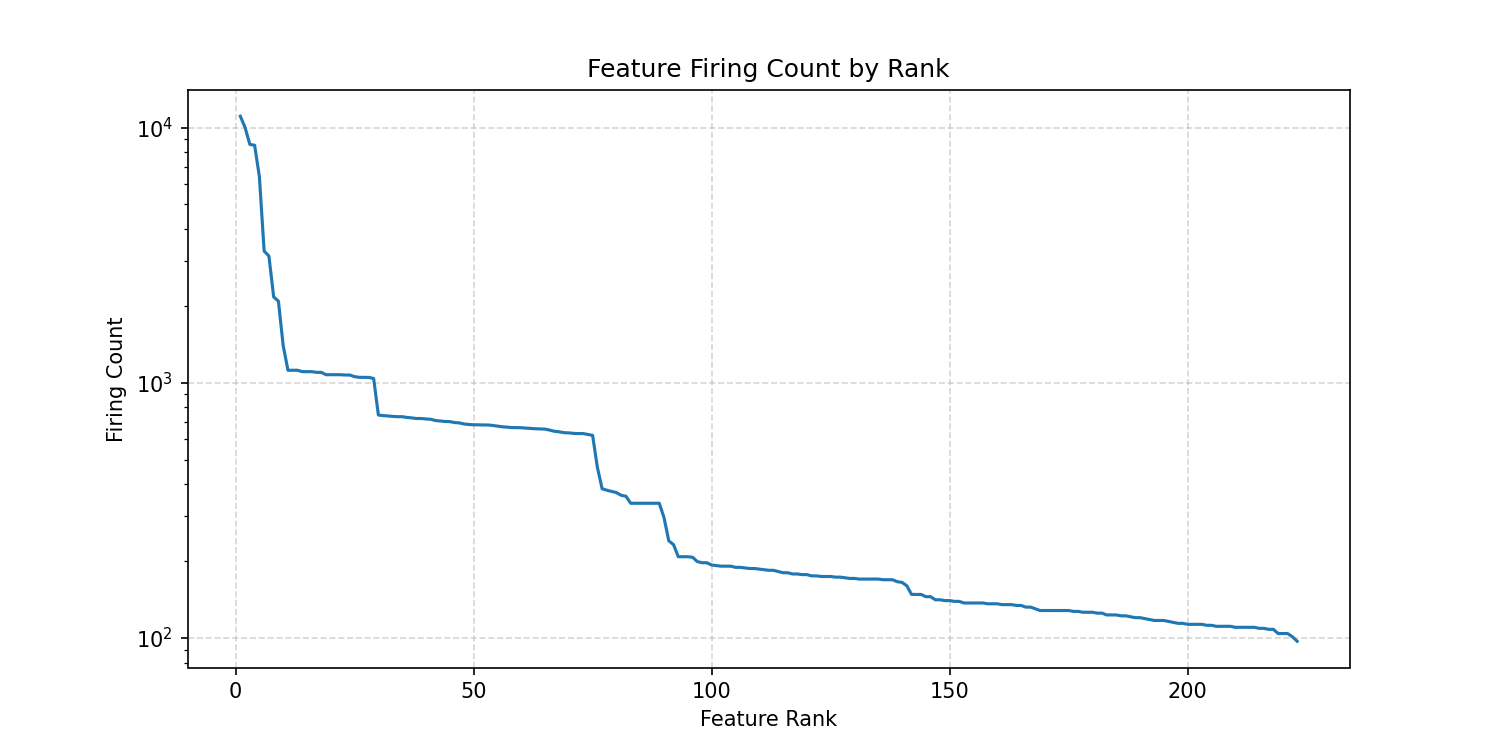 Feature Firing Count by Rank
Firing Count
10⁴
10³
10²
0 50 100 150 200
Feature Rank